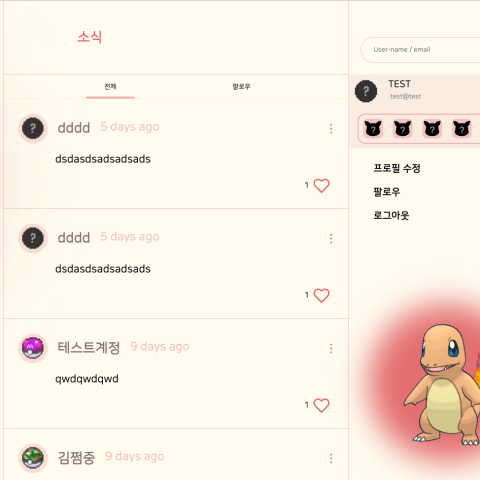 소식
전체
팔로우
dddd 5 days ago
dsdasdsadsadsads
1
dddd 5 days ago
dsdasdsadsadsads
1
테스트계정 9 days ago
qwdqwdqwd
1
김쩜중 9 days ago
User-name / email
TEST
test@test
프로필 수정
팔로우
로그아웃